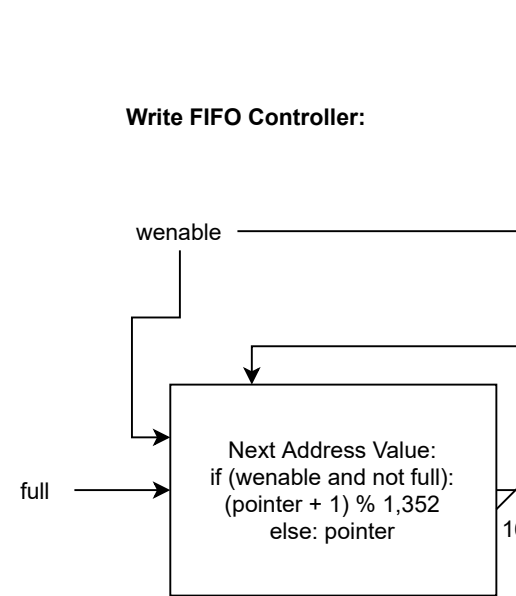 Write FIFO Controller:
wenable
Next Address Value:
if (wenable and not full):
(pointer + 1) % 1,352
else: pointer
full